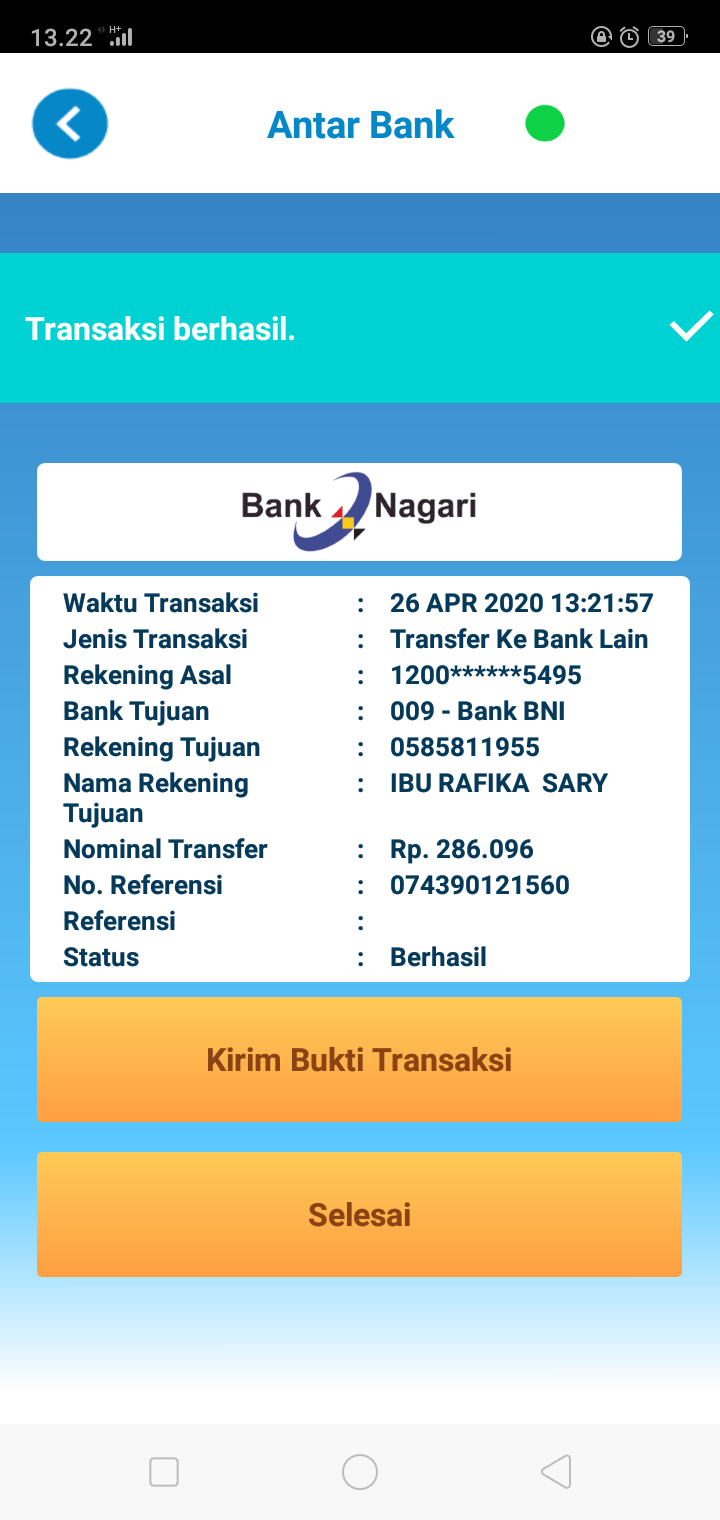 13.22 H+ 39
Antar Bank
Transaksi berhasil.
Bank Nagari
Waktu Transaksi : 26 APR 2020 13:21:57
Jenis Transaksi : Transfer Ke Bank Lain
Rekening Asal : 1200******5495
Bank Tujuan : 009 - Bank BNI
Rekening Tujuan : 0585811955
Nama Rekening : IBU RAFIKA  SARY
Tujuan
Nominal Transfer : Rp. 286.096
No. Referensi : 074390121560
Referensi :
Status : Berhasil
Kirim Bukti Transaksi
Selesai